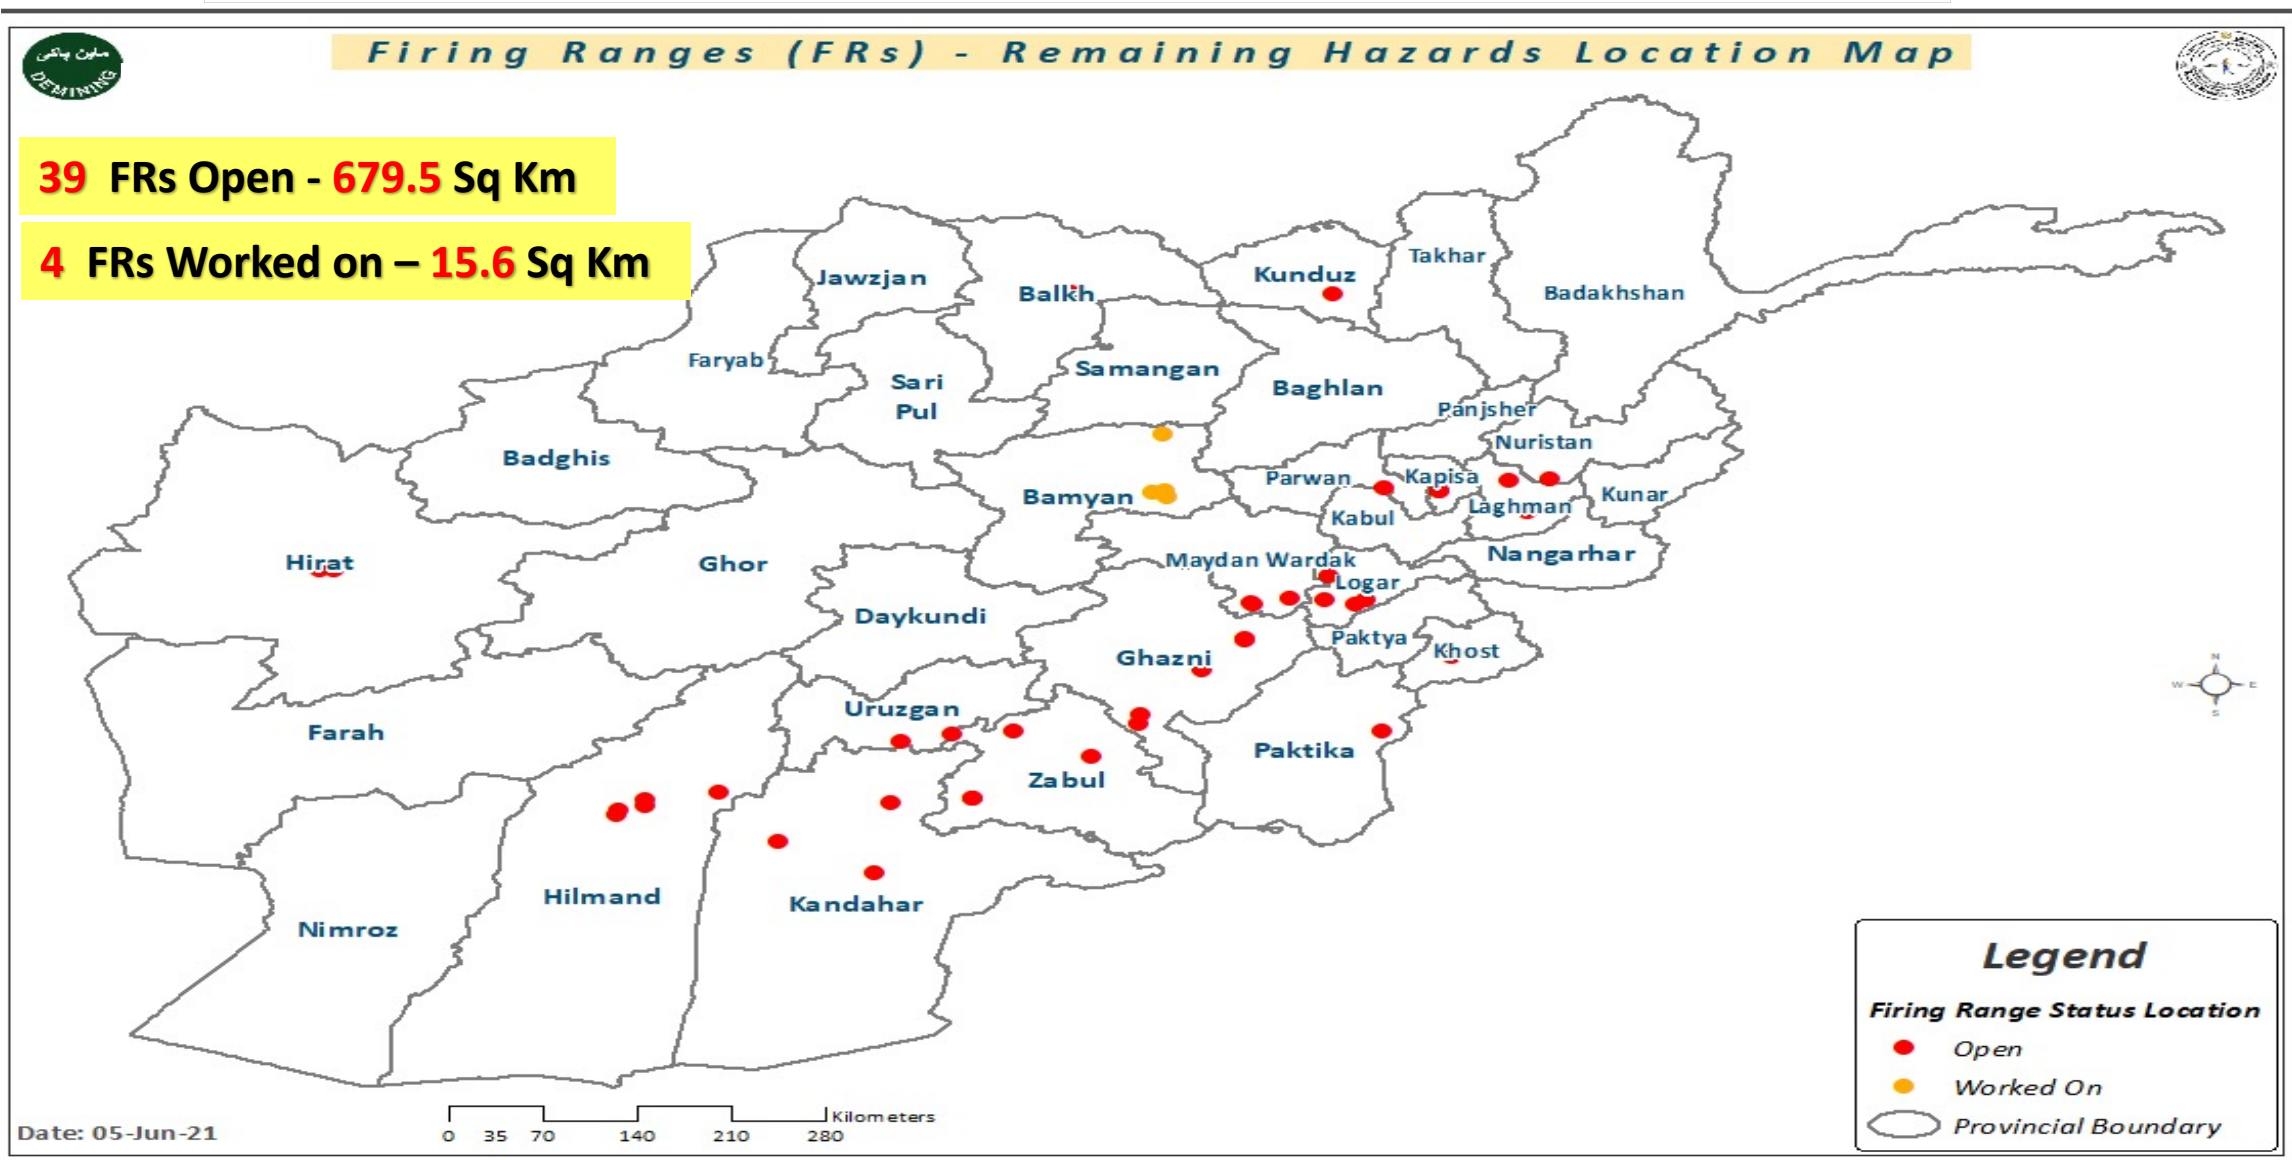 ماین پاکی
DEMINING
Firing Ranges (FRs) - Remaining Hazards Location Map
39 FRs Open - 679.5 Sq Km
4 FRs Worked on – 15.6 Sq Km
Jawzjan
Balkh
Kunduz
Takhar
Badakhshan
Faryab
Sari
Pul
Samangan
Baghlan
Panjsher
Nuristan
Badghis
Bamyan
Parwan
Kapisa
Kunar
Laghman
Kabul
Hirat
Ghor
Maydan Wardak
Nangarhar
Logar
Daykundi
Paktya
Khost
Ghazni
Uruzgan
Farah
Zabul
Paktika
Hilmand
Kandahar
Nimroz
N
W
E
S
Legend
Firing Range Status Location
Open
Worked On
Provincial Boundary
Kilometers
0 35 70 140 210 280
Date: 05-Jun-21